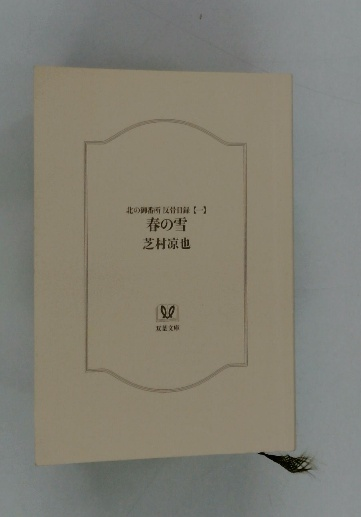 北の御番所 反骨日録【一】
春の雪
芝村凉也
双葉文庫